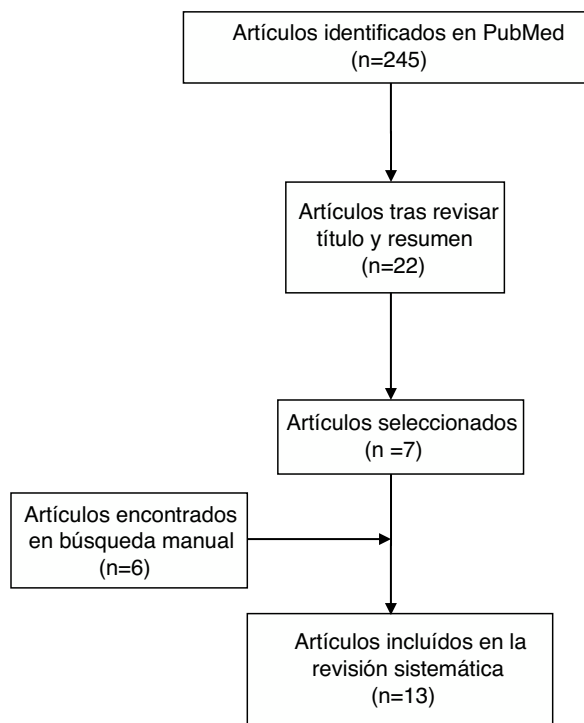 Artículos identificados en PubMed
(n=245)
Artículos tras revisar
título y resumen
(n=22)
Artículos seleccionados
(n =7)
Artículos encontrados
en búsqueda manual
(n=6)
Artículos incluídos en la
revisión sistemática
(n=13)